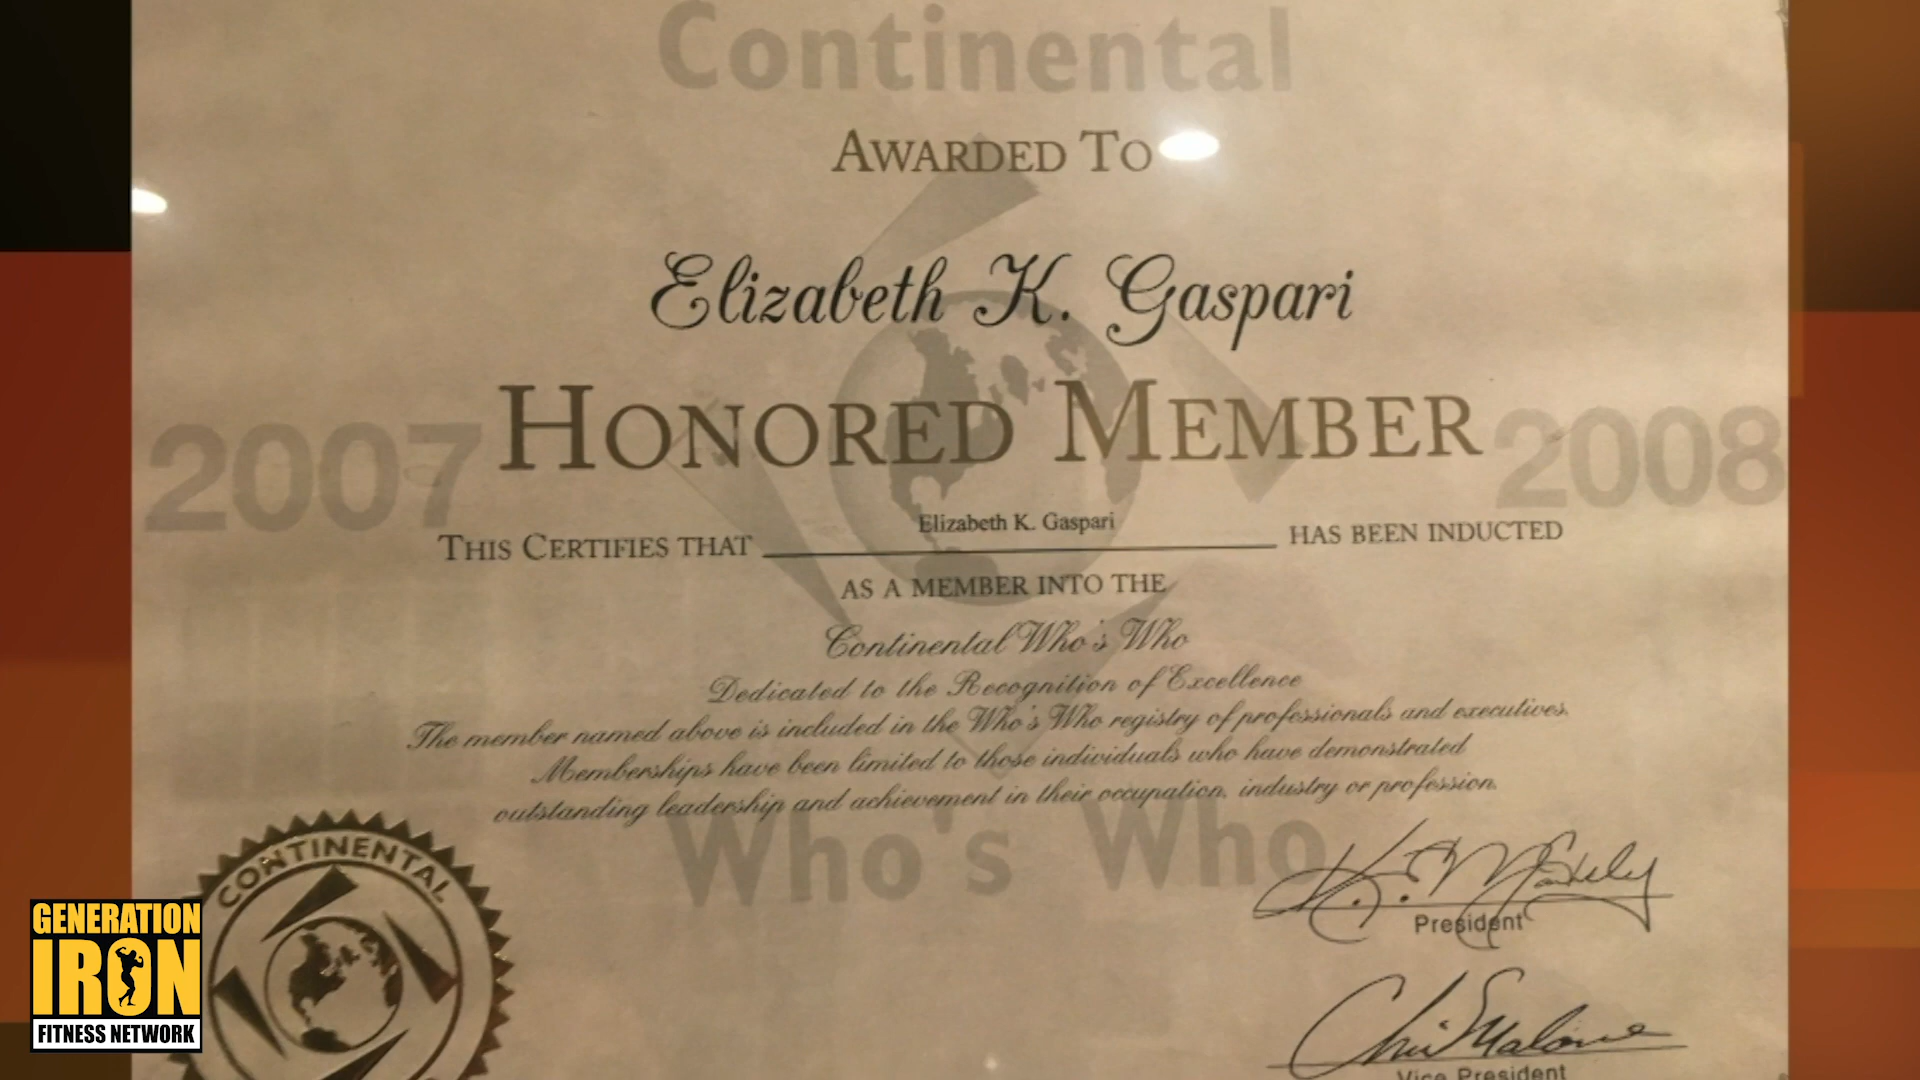 Continental
AWARDED TO
Elizabeth K. Gaspari
2007 HONORED MEMBER 2008
THIS CERTIFIES THAT Elizabeth K. Gaspari HAS BEEN INDUCTED
AS A MEMBER INTO THE
Continental Who's Who
Dedicated to the Recognition of Excellence
The member named above is included in the Who's Who registry of professionals and executives.
Memberships have been limited to those individuals who have demonstrated
outstanding leadership and achievement in their occupation, industry or profession.
Who's Who
President
Vice President
CONTINENTAL
GENERATION
IRON
FITNESS NETWORK